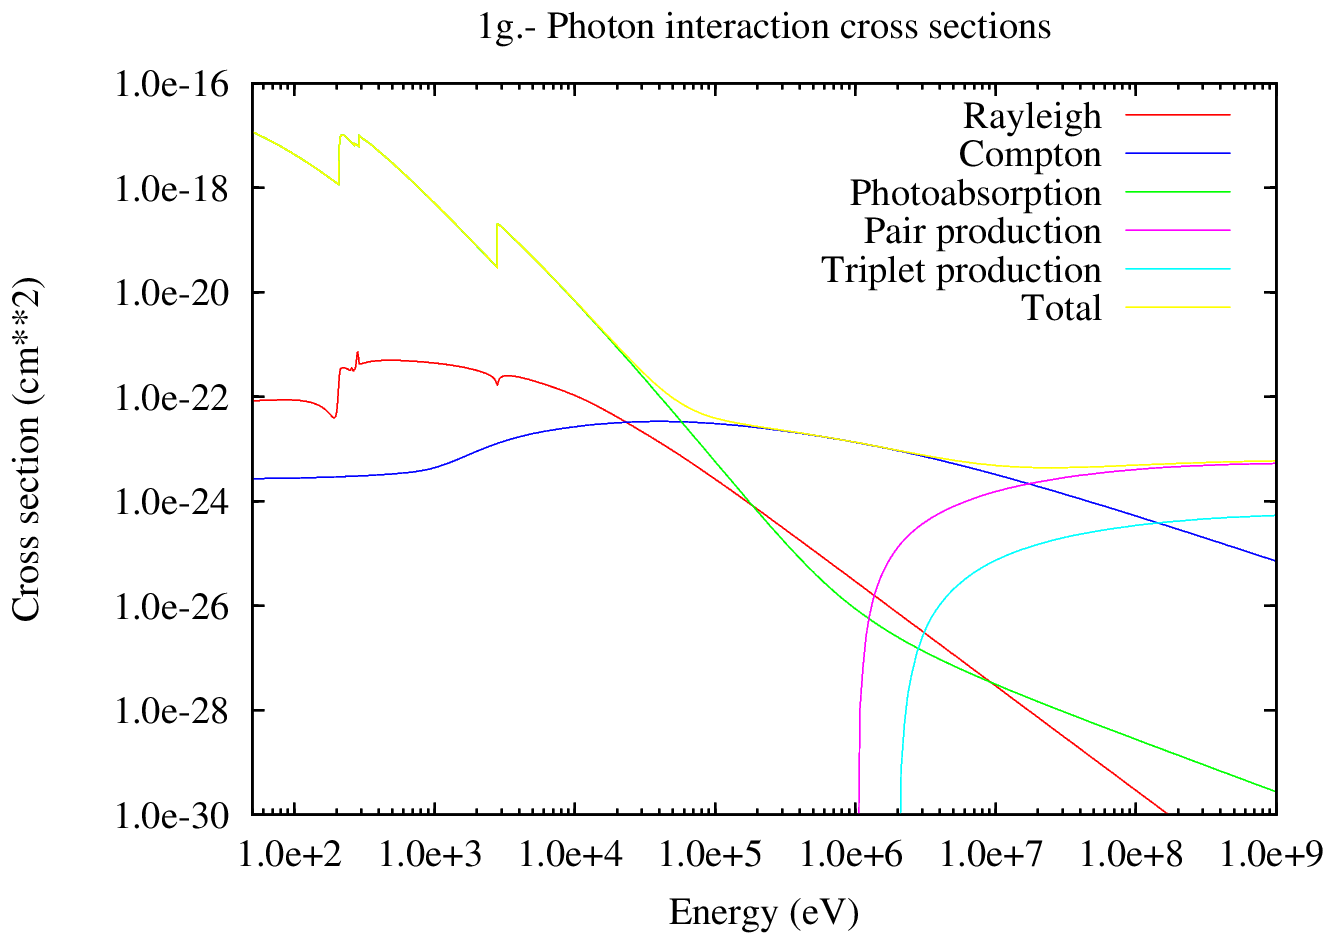 1g.- Photon interaction cross sections
1.0e-16
1.0e-18
1.0e-20
1.0e-22
1.0e-24
1.0e-26
1.0e-28
1.0e-30
Cross section (cm**2)
Rayleigh
Compton
Photoabsorption
Pair production
Triplet production
Total
1.0e+2 1.0e+3 1.0e+4 1.0e+5 1.0e+6 1.0e+7 1.0e+8 1.0e+9
Energy (eV)